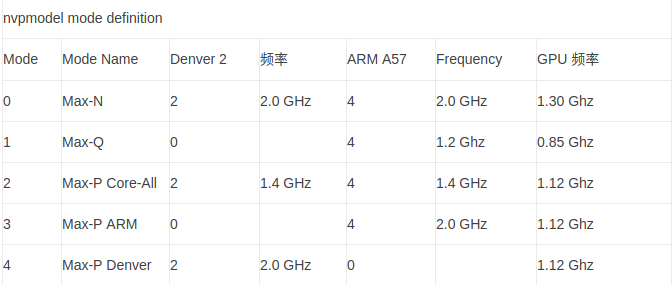 nvpmodel mode definition
Mode Mode Name Denver 2 频率 ARM A57 Frequency GPU 频率
0 Max-N 2 2.0 GHz 4 2.0 GHz 1.30 Ghz
1 Max-Q 0 4 1.2 Ghz 0.85 Ghz
2 Max-P Core-All 2 1.4 GHz 4 1.4 GHz 1.12 Ghz
3 Max-P ARM 0 4 2.0 GHz 1.12 Ghz
4 Max-P Denver 2 2.0 GHz 0 1.12 Ghz